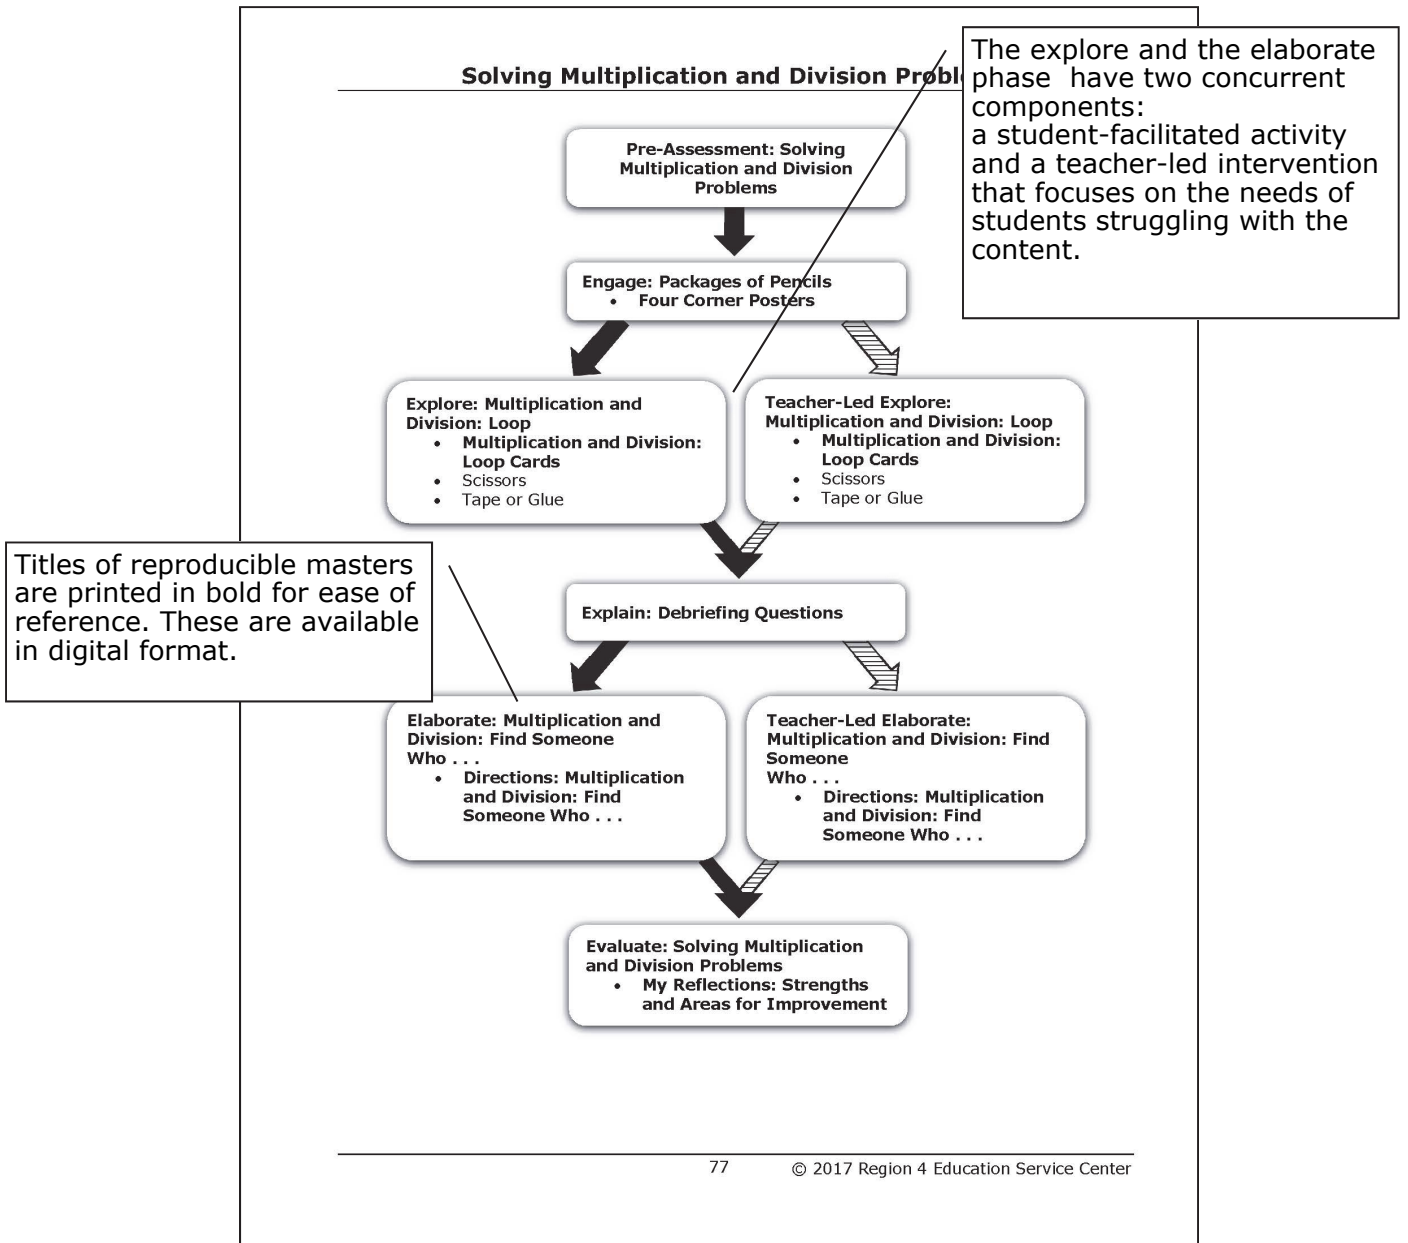 Solving Multiplication and Division Probl
The explore and the elaborate
phase have two concurrent
components:
a student-facilitated activity
and a teacher-led intervention
that focuses on the needs of
students struggling with the
content.
Pre-Assessment: Solving
Multiplication and Division
Problems
Engage: Packages of Pencils
• Four Corner Posters
Explore: Multiplication and
Division: Loop
• Multiplication and Division:
Loop Cards
• Scissors
• Tape or Glue
Teacher-Led Explore:
Multiplication and Division: Loop
• Multiplication and Division:
Loop Cards
• Scissors
• Tape or Glue
Titles of reproducible masters
are printed in bold for ease of
reference. These are available
in digital format.
Explain: Debriefing Questions
Elaborate: Multiplication and
Division: Find Someone
Who . . .
• Directions: Multiplication
and Division: Find
Someone Who . . .
Teacher-Led Elaborate:
Multiplication and Division: Find
Someone
Who . . .
• Directions: Multiplication
and Division: Find
Someone Who . . .
Evaluate: Solving Multiplication
and Division Problems
• My Reflections: Strengths
and Areas for Improvement
77 © 2017 Region 4 Education Service Center